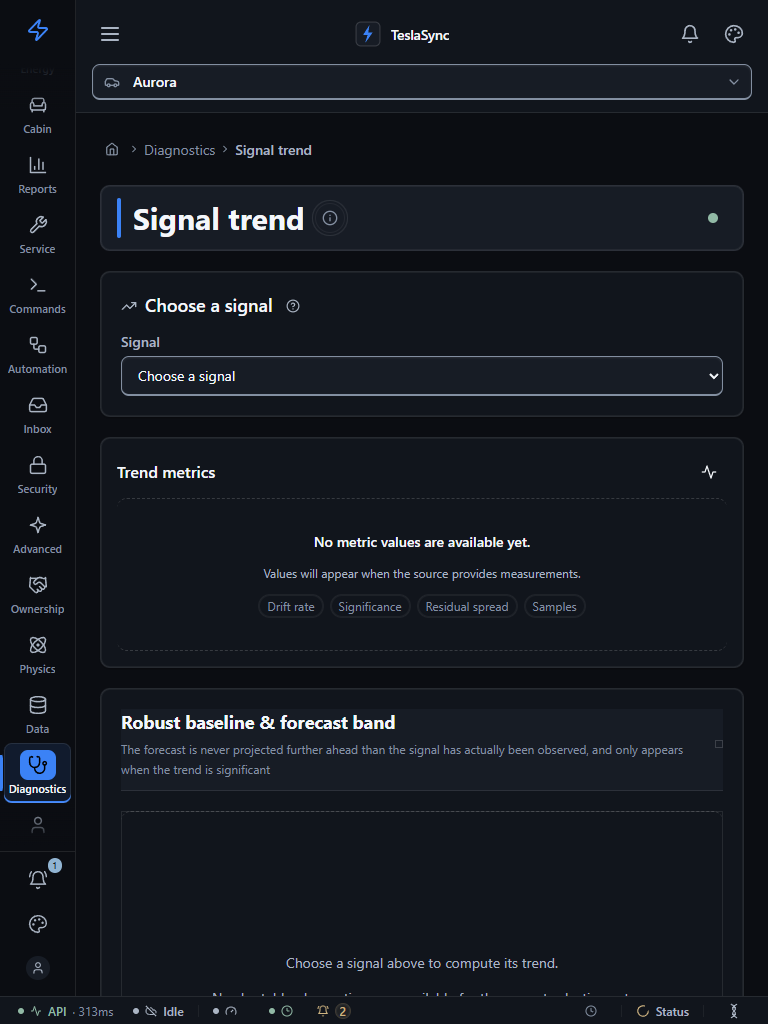 TeslaSync
Aurora
Diagnostics
Signal trend
Signal trend
Choose a signal
Signal
Choose a signal
Trend metrics
No metric values are available yet.
Values will appear when the source provides measurements.
Drift rate
Significance
Residual spread
Samples
Robust baseline & forecast band
The forecast is never projected further ahead than the signal has actually been observed, and only appears
when the trend is significant
Choose a signal above to compute its trend.
Energy
Cabin
Reports
Service
Commands
Automation
Inbox
Security
Advanced
Ownership
Physics
Data
Diagnostics
1
API · 313ms
Idle
2
Status